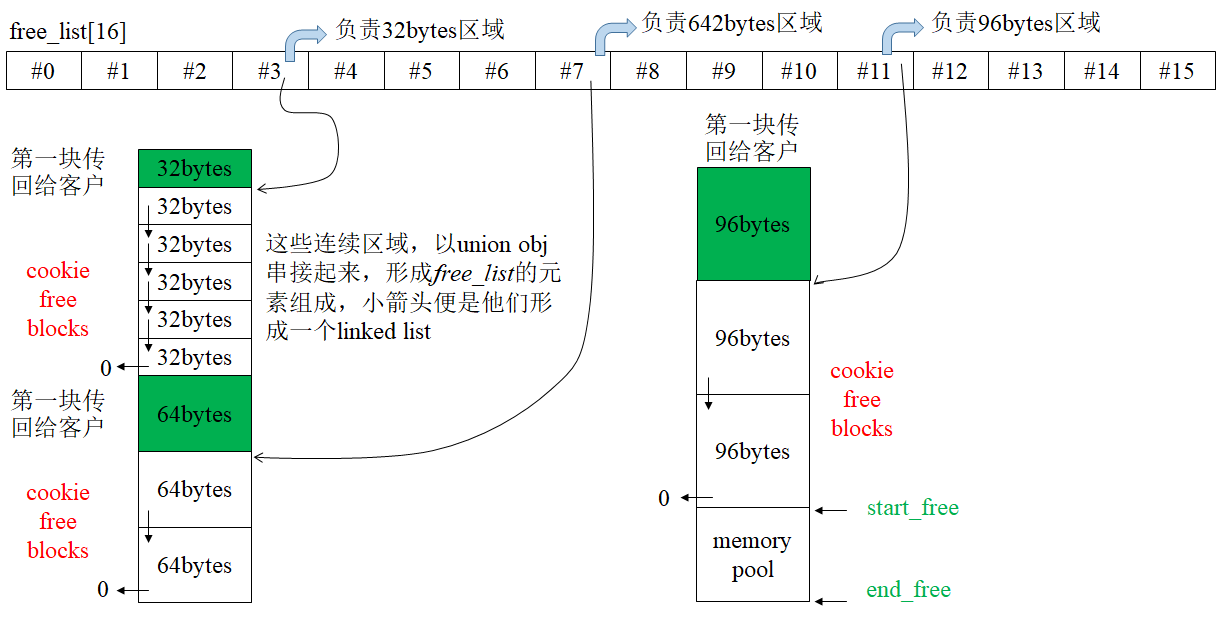 free_list[16]
负责32bytes区域
负责642bytes区域
负责96bytes区域
#0 #1 #2 #3 #4 #5 #6 #7 #8 #9 #10 #11 #12 #13 #14 #15
第一块传
回给客户
32bytes
32bytes
32bytes
32bytes
32bytes
32bytes
cookie
free
blocks
0
这些连续区域，以union obj
串接起来，形成free_list的元
素组成，小箭头便是他们形
成一个linked list
第一块传
回给客户
64bytes
64bytes
64bytes
cookie
free
blocks
0
第一块传
回给客户
96bytes
96bytes
96bytes
cookie
free
blocks
0
start_free
memory
pool
end_free